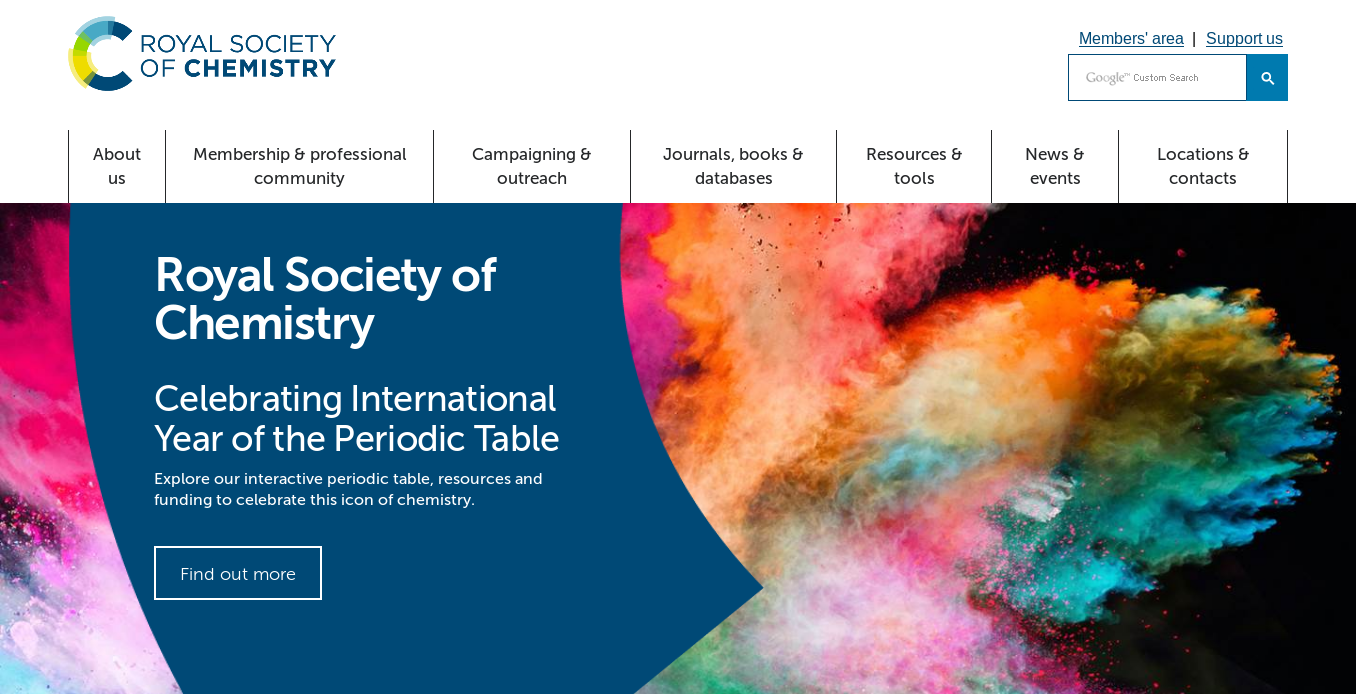 ROYAL SOCIETY
OF CHEMISTRY
Members' area | Support us
Google™ Custom Search
About
us
Membership & professional
community
Campaigning &
outreach
Journals, books &
databases
Resources &
tools
News &
events
Locations &
contacts
Royal Society of
Chemistry
Celebrating International
Year of the Periodic Table
Explore our interactive periodic table, resources and
funding to celebrate this icon of chemistry.
Find out more